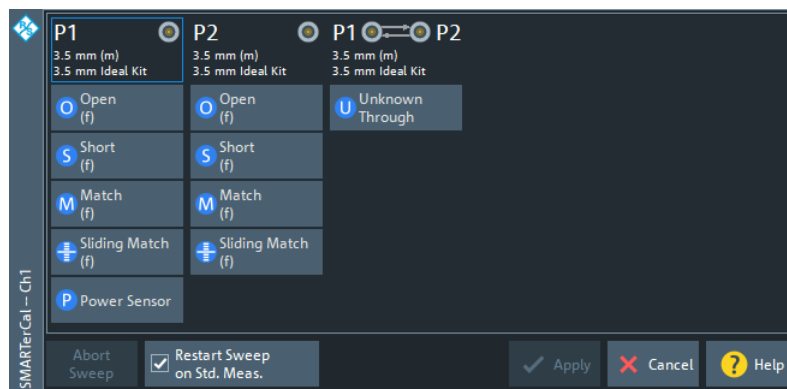 P1
3.5 mm (m)
3.5 mm Ideal Kit
O Open
(f)
S Short
(f)
M Match
(f)
Sliding Match
(f)
P Power Sensor
P2
3.5 mm (m)
3.5 mm Ideal Kit
O Open
(f)
S Short
(f)
M Match
(f)
Sliding Match
(f)
P1 P2
3.5 mm (m)
3.5 mm Ideal Kit
U Unknown
Through
SMARTerCal – Ch1
Abort
Sweep
Restart Sweep
on Std. Meas.
Apply
Cancel
? Help